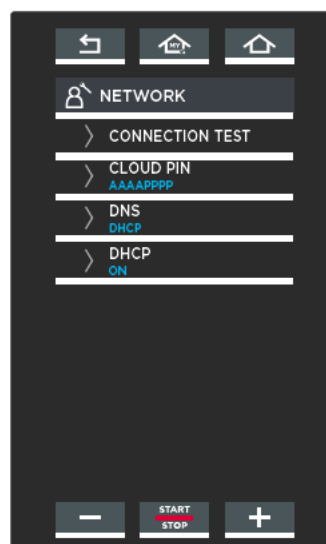 MY
NETWORK
CONNECTION TEST
CLOUD PIN
AAAAPPPP
DNS
DHCP
DHCP
ON
START
STOP